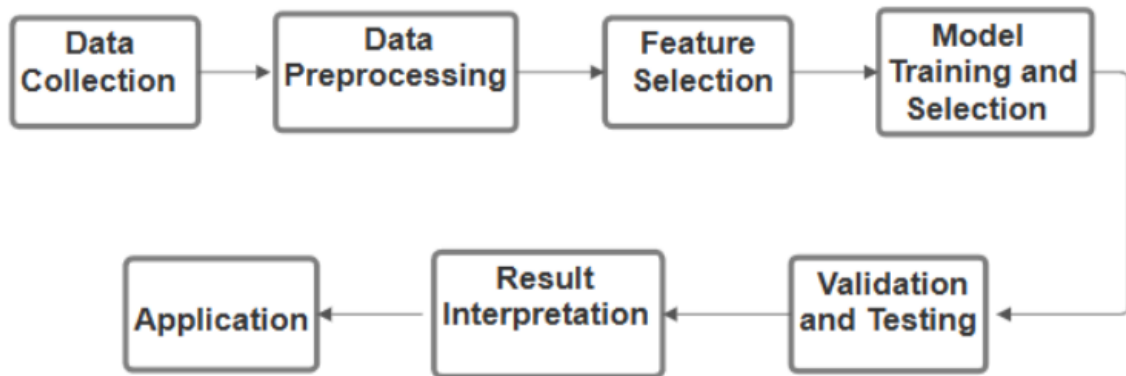 Data
Collection
Data
Preprocessing
Feature
Selection
Model
Training and
Selection
Validation
and Testing
Result
Interpretation
Application